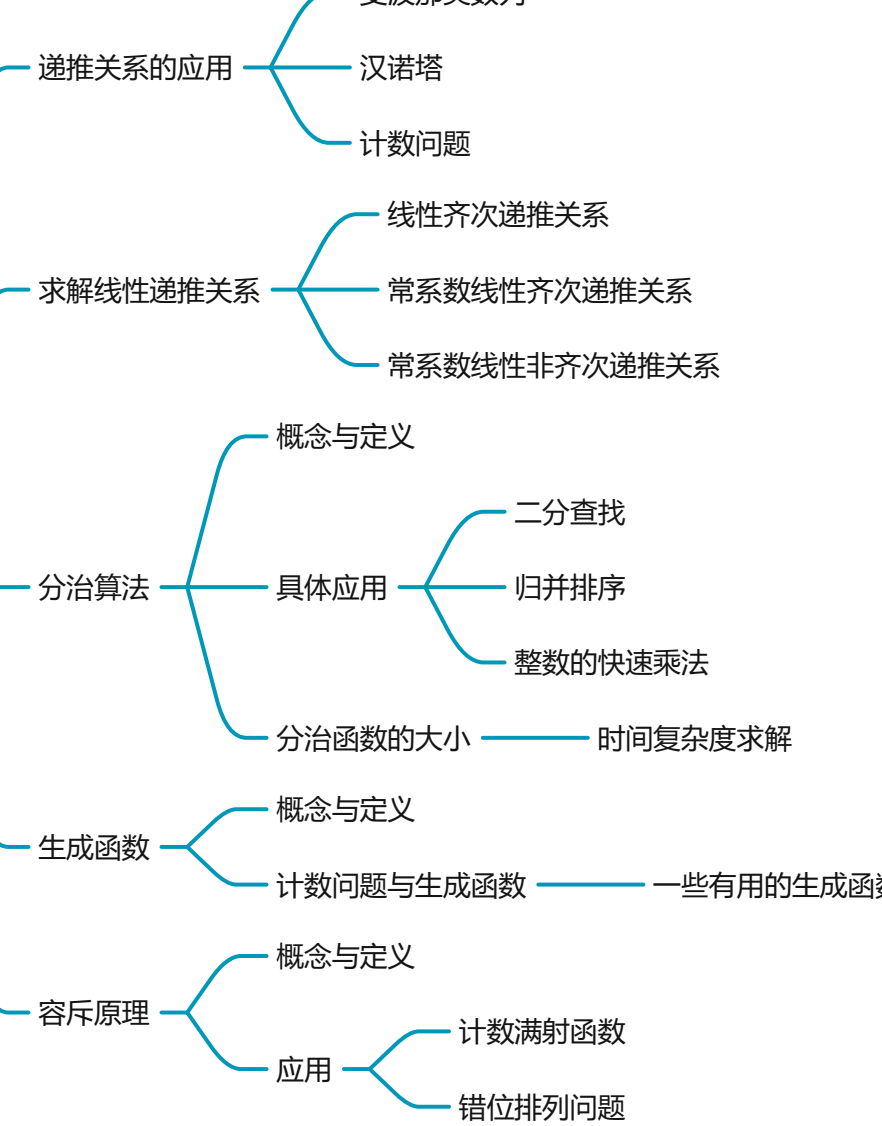 递推关系的应用
汉诺塔
计数问题
求解线性递推关系
线性齐次递推关系
常系数线性齐次递推关系
常系数线性非齐次递推关系
分治算法
概念与定义
具体应用
二分查找
归并排序
整数的快速乘法
分治函数的大小
时间复杂度求解
生成函数
概念与定义
计数问题与生成函数
一些有用的生成函
容斥原理
概念与定义
应用
计数满射函数
错位排列问题